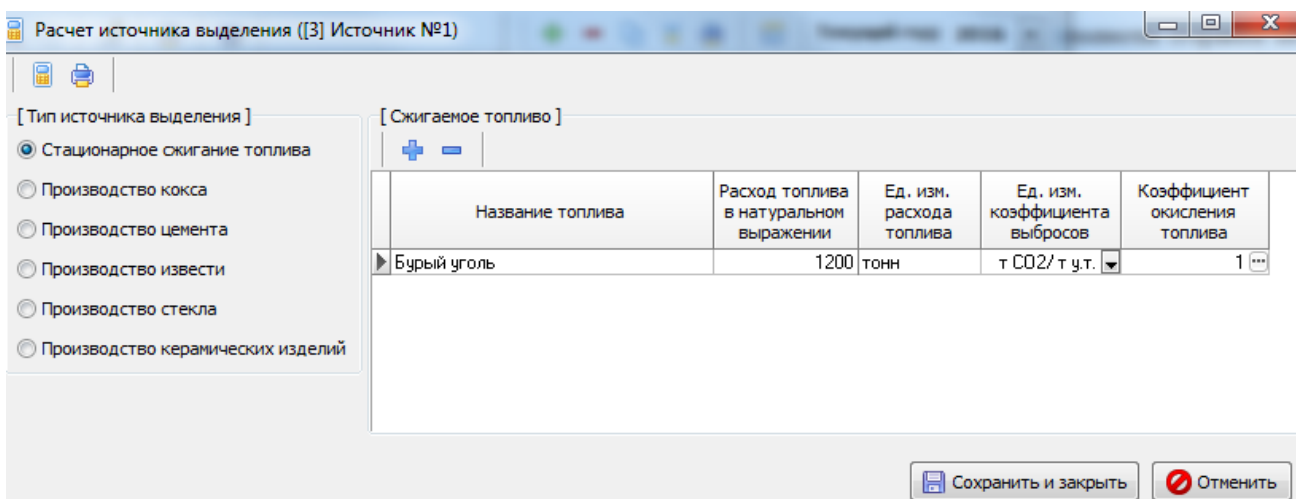 Расчет источника выделения ([3] Источник №1)
[ Тип источника выделения ]
Стационарное сжигание топлива
Производство кокса
Производство цемента
Производство извести
Производство стекла
Производство керамических изделий
[ Сжигаемое топливо ]
Название топлива
Расход топлива
в натуральном
выражении
Ед. изм.
расхода
топлива
Ед. изм.
коэффициента
выбросов
Коэффициент
окисления
топлива
Бурый уголь 1200 тонн т CO2/ т у.т. 1
Сохранить и закрыть Отменить